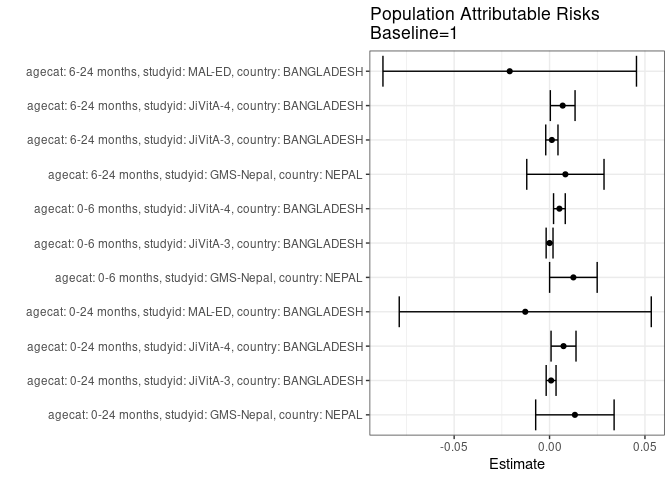 Population Attributable Risks
Baseline=1
agecat: 6-24 months, studyid: MAL-ED, country: BANGLADESH
agecat: 6-24 months, studyid: JiVitA-4, country: BANGLADESH
agecat: 6-24 months, studyid: JiVitA-3, country: BANGLADESH
agecat: 6-24 months, studyid: GMS-Nepal, country: NEPAL
agecat: 0-6 months, studyid: JiVitA-4, country: BANGLADESH
agecat: 0-6 months, studyid: JiVitA-3, country: BANGLADESH
agecat: 0-6 months, studyid: GMS-Nepal, country: NEPAL
agecat: 0-24 months, studyid: MAL-ED, country: BANGLADESH
agecat: 0-24 months, studyid: JiVitA-4, country: BANGLADESH
agecat: 0-24 months, studyid: JiVitA-3, country: BANGLADESH
agecat: 0-24 months, studyid: GMS-Nepal, country: NEPAL
-0.05 0.00 0.05
Estimate